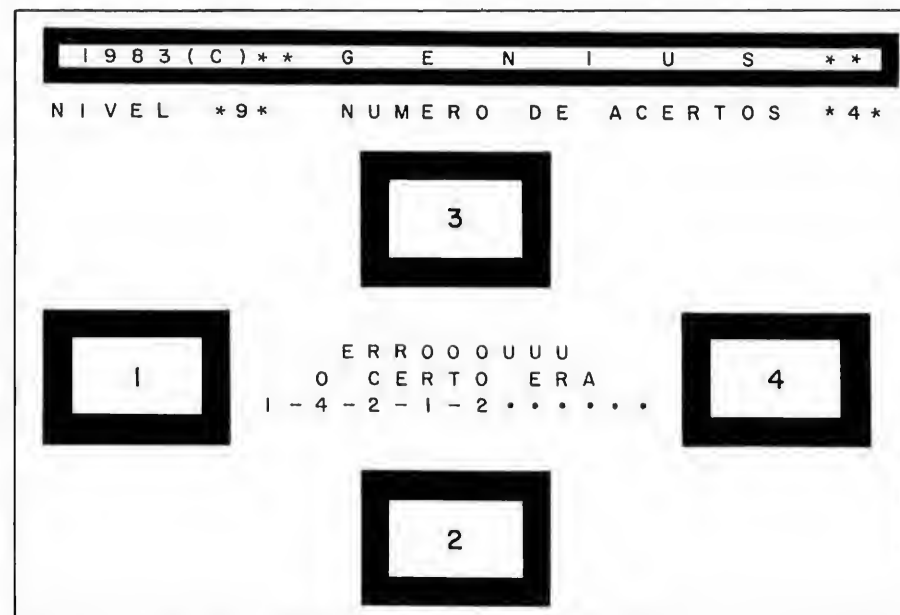 1983(C)** GENIUS **
NIVEL *9* NUMERO DE ACERTOS *4*
3
1
ERROOOUUU
O CERTO ERA
1-4-2-1-2......
4
2